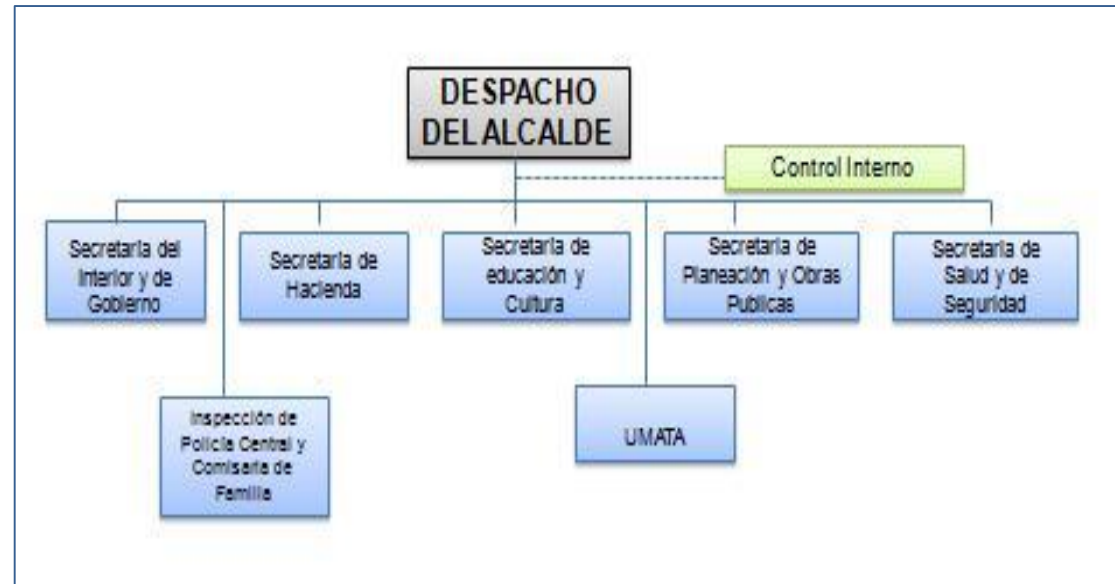 DESPACHO
DEL ALCALDE
Control Interno
Secretaria del
Interior y de
Gobierno
Secretaria de
Hacienda
Secretaria de
educación y
Cultura
Secretaria de
Planeación y Obras
Publicas
Secretaria de
Salud y de
Seguridad
Inspección de
Policía Central y
Comisaria de
Familia
UMATA